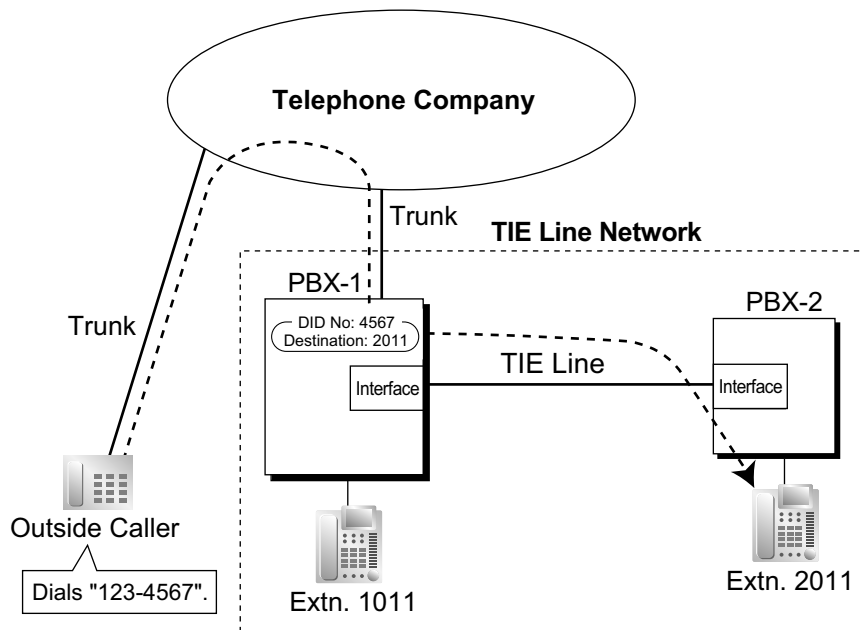 Telephone Company
Trunk
TIE Line Network
PBX-1
PBX-2
Trunk
DID No: 4567
Destination: 2011
TIE Line
Interface
Interface
Outside Caller
Dials "123-4567".
Extn. 1011
Extn. 2011